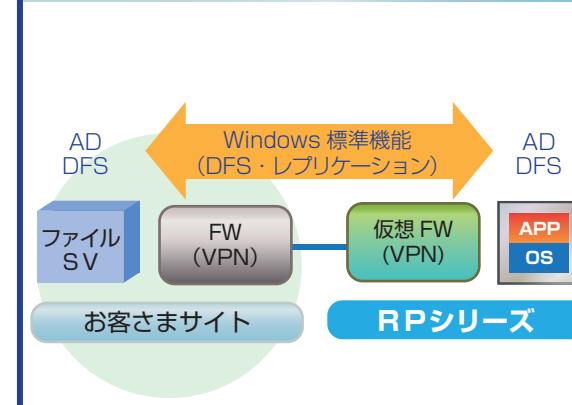 Windows 標準機能
(DFS・レプリケーション)
AD
DFS
AD
DFS
ファイル
SV
FW
(VPN)
仮想 FW
(VPN)
APP
OS
お客さまサイト
RPシリーズ